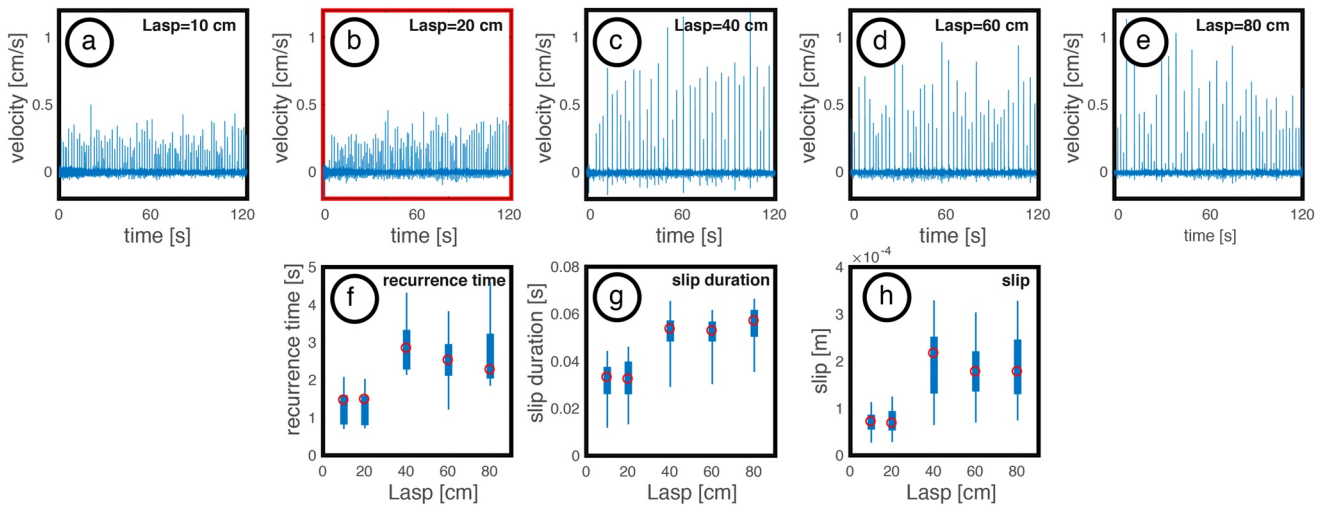 a
Lasp=10 cm
velocity [cm/s]
1
0.5
0
0
60
120
time [s]
b
Lasp=20 cm
velocity [cm/s]
1
0.5
0
0
60
120
time [s]
c
Lasp=40 cm
velocity [cm/s]
1
0.5
0
0
60
120
time [s]
d
Lasp=60 cm
velocity [cm/s]
1
0.5
0
0
60
120
time [s]
e
Lasp=80 cm
velocity [cm/s]
1
0.5
0
0
60
120
time [s]
f
recurrence time
recurrence time [s]
5
4
3
2
1
0
0
20
40
60
80
Lasp [cm]
g
slip duration
slip duration [s]
0.08
0.06
0.04
0.02
0
0
20
40
60
80
Lasp [cm]
×10⁻⁴
h
slip
slip [m]
4
3
2
1
0
0
20
40
60
80
Lasp [cm]